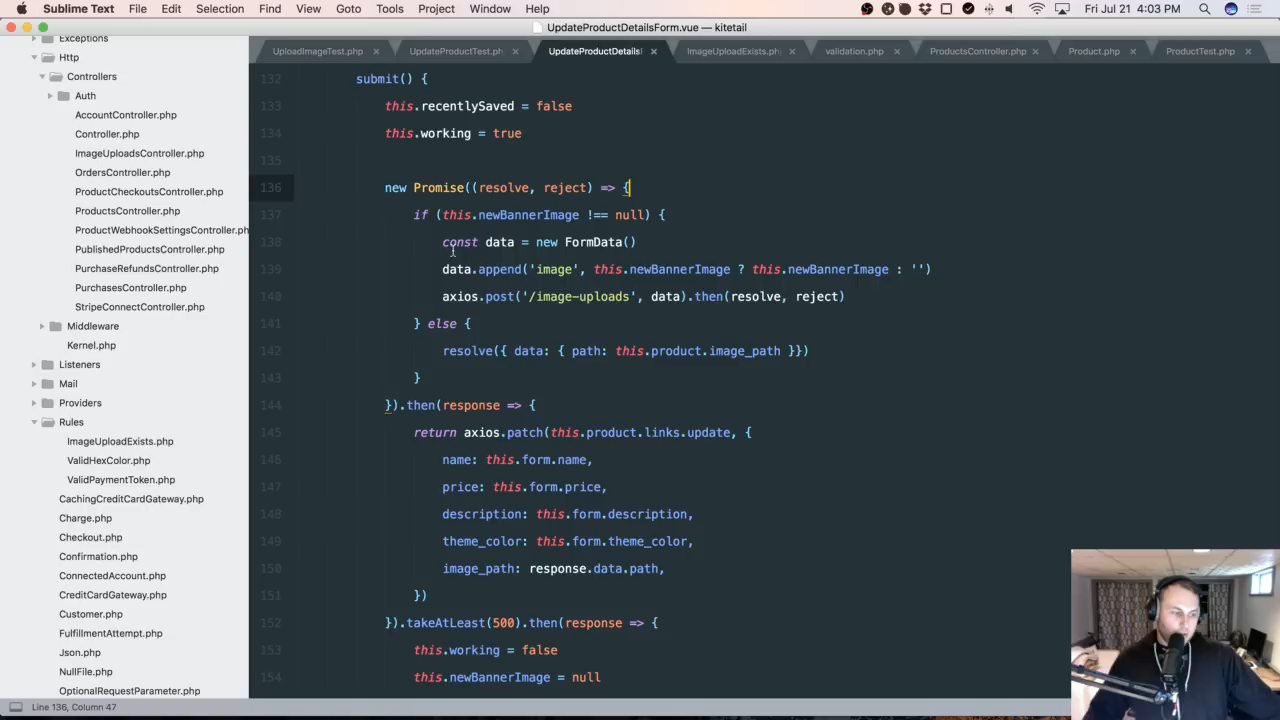 Sublime Text File Edit Selection Find View Goto Tools Project Window Help Fri Jul 21 4:03 PM
UpdateProductDetailsForm.vue — kitetail
UploadImageTest.php UpdateProductTest.ph UpdateProductDetails ImageUploadExists.ph validation.php ProductsController.php Product.php ProductTest.php
Exceptions
Http
Controllers
Auth
AccountController.php
Controller.php
ImageUploadsController.php
OrdersController.php
ProductCheckoutsController.php
ProductsController.php
ProductWebhookSettingsController.ph
PublishedProductsController.php
PurchaseRefundsController.php
PurchasesController.php
StripeConnectController.php
Middleware
Kernel.php
Listeners
Mail
Providers
Rules
ImageUploadExists.php
ValidHexColor.php
ValidPaymentToken.php
CachingCreditCardGateway.php
Charge.php
Checkout.php
Confirmation.php
ConnectedAccount.php
CreditCardGateway.php
Customer.php
FulfillmentAttempt.php
Json.php
NullFile.php
OptionalRequestParameter.php
132 submit() {
133 this.recentlySaved = false
134 this.working = true
135
136 new Promise((resolve, reject) => {
137 if (this.newBannerImage !== null) {
138 const data = new FormData()
139 data.append('image', this.newBannerImage ? this.newBannerImage : '')
140 axios.post('/image-uploads', data).then(resolve, reject)
141 } else {
142 resolve({ data: { path: this.product.image_path }})
143 }
144 }).then(response => {
145 return axios.patch(this.product.links.update, {
146 name: this.form.name,
147 price: this.form.price,
148 description: this.form.description,
149 theme_color: this.form.theme_color,
150 image_path: response.data.path,
151 })
152 }).takeAtLeast(500).then(response => {
153 this.working = false
154 this.newBannerImage = null
Line 136, Column 47